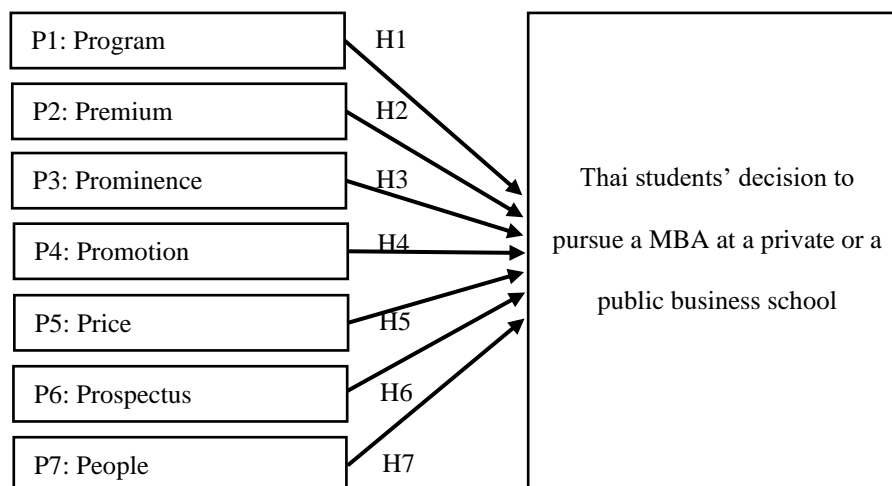 P1: Program
H1
P2: Premium
H2
P3: Prominence
H3
P4: Promotion
H4
P5: Price
H5
P6: Prospectus
H6
P7: People
H7
Thai students’ decision to
pursue a MBA at a private or a
public business school